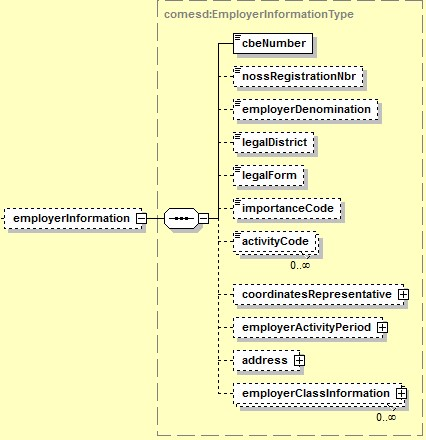 comesd:EmployerInformationType
cbeNumber
nossRegistrationNbr
employerDenomination
legalDistrict
legalForm
employerInformation
importanceCode
activityCode
0..∞
coordinatesRepresentative
employerActivityPeriod
address
employerClassInformation
0..∞